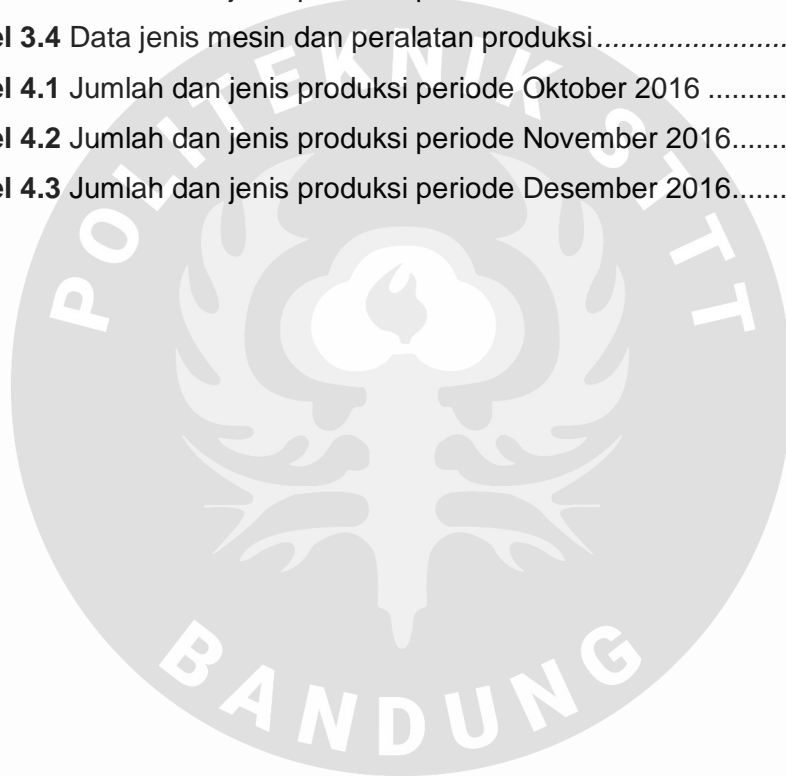 el 3.4 Data jenis mesin dan peralatan produksi........................
el 4.1 Jumlah dan jenis produksi periode Oktober 2016 ..........
el 4.2 Jumlah dan jenis produksi periode November 2016.......
el 4.3 Jumlah dan jenis produksi periode Desember 2016.......
POLITEKNIK STTT
BANDUNG